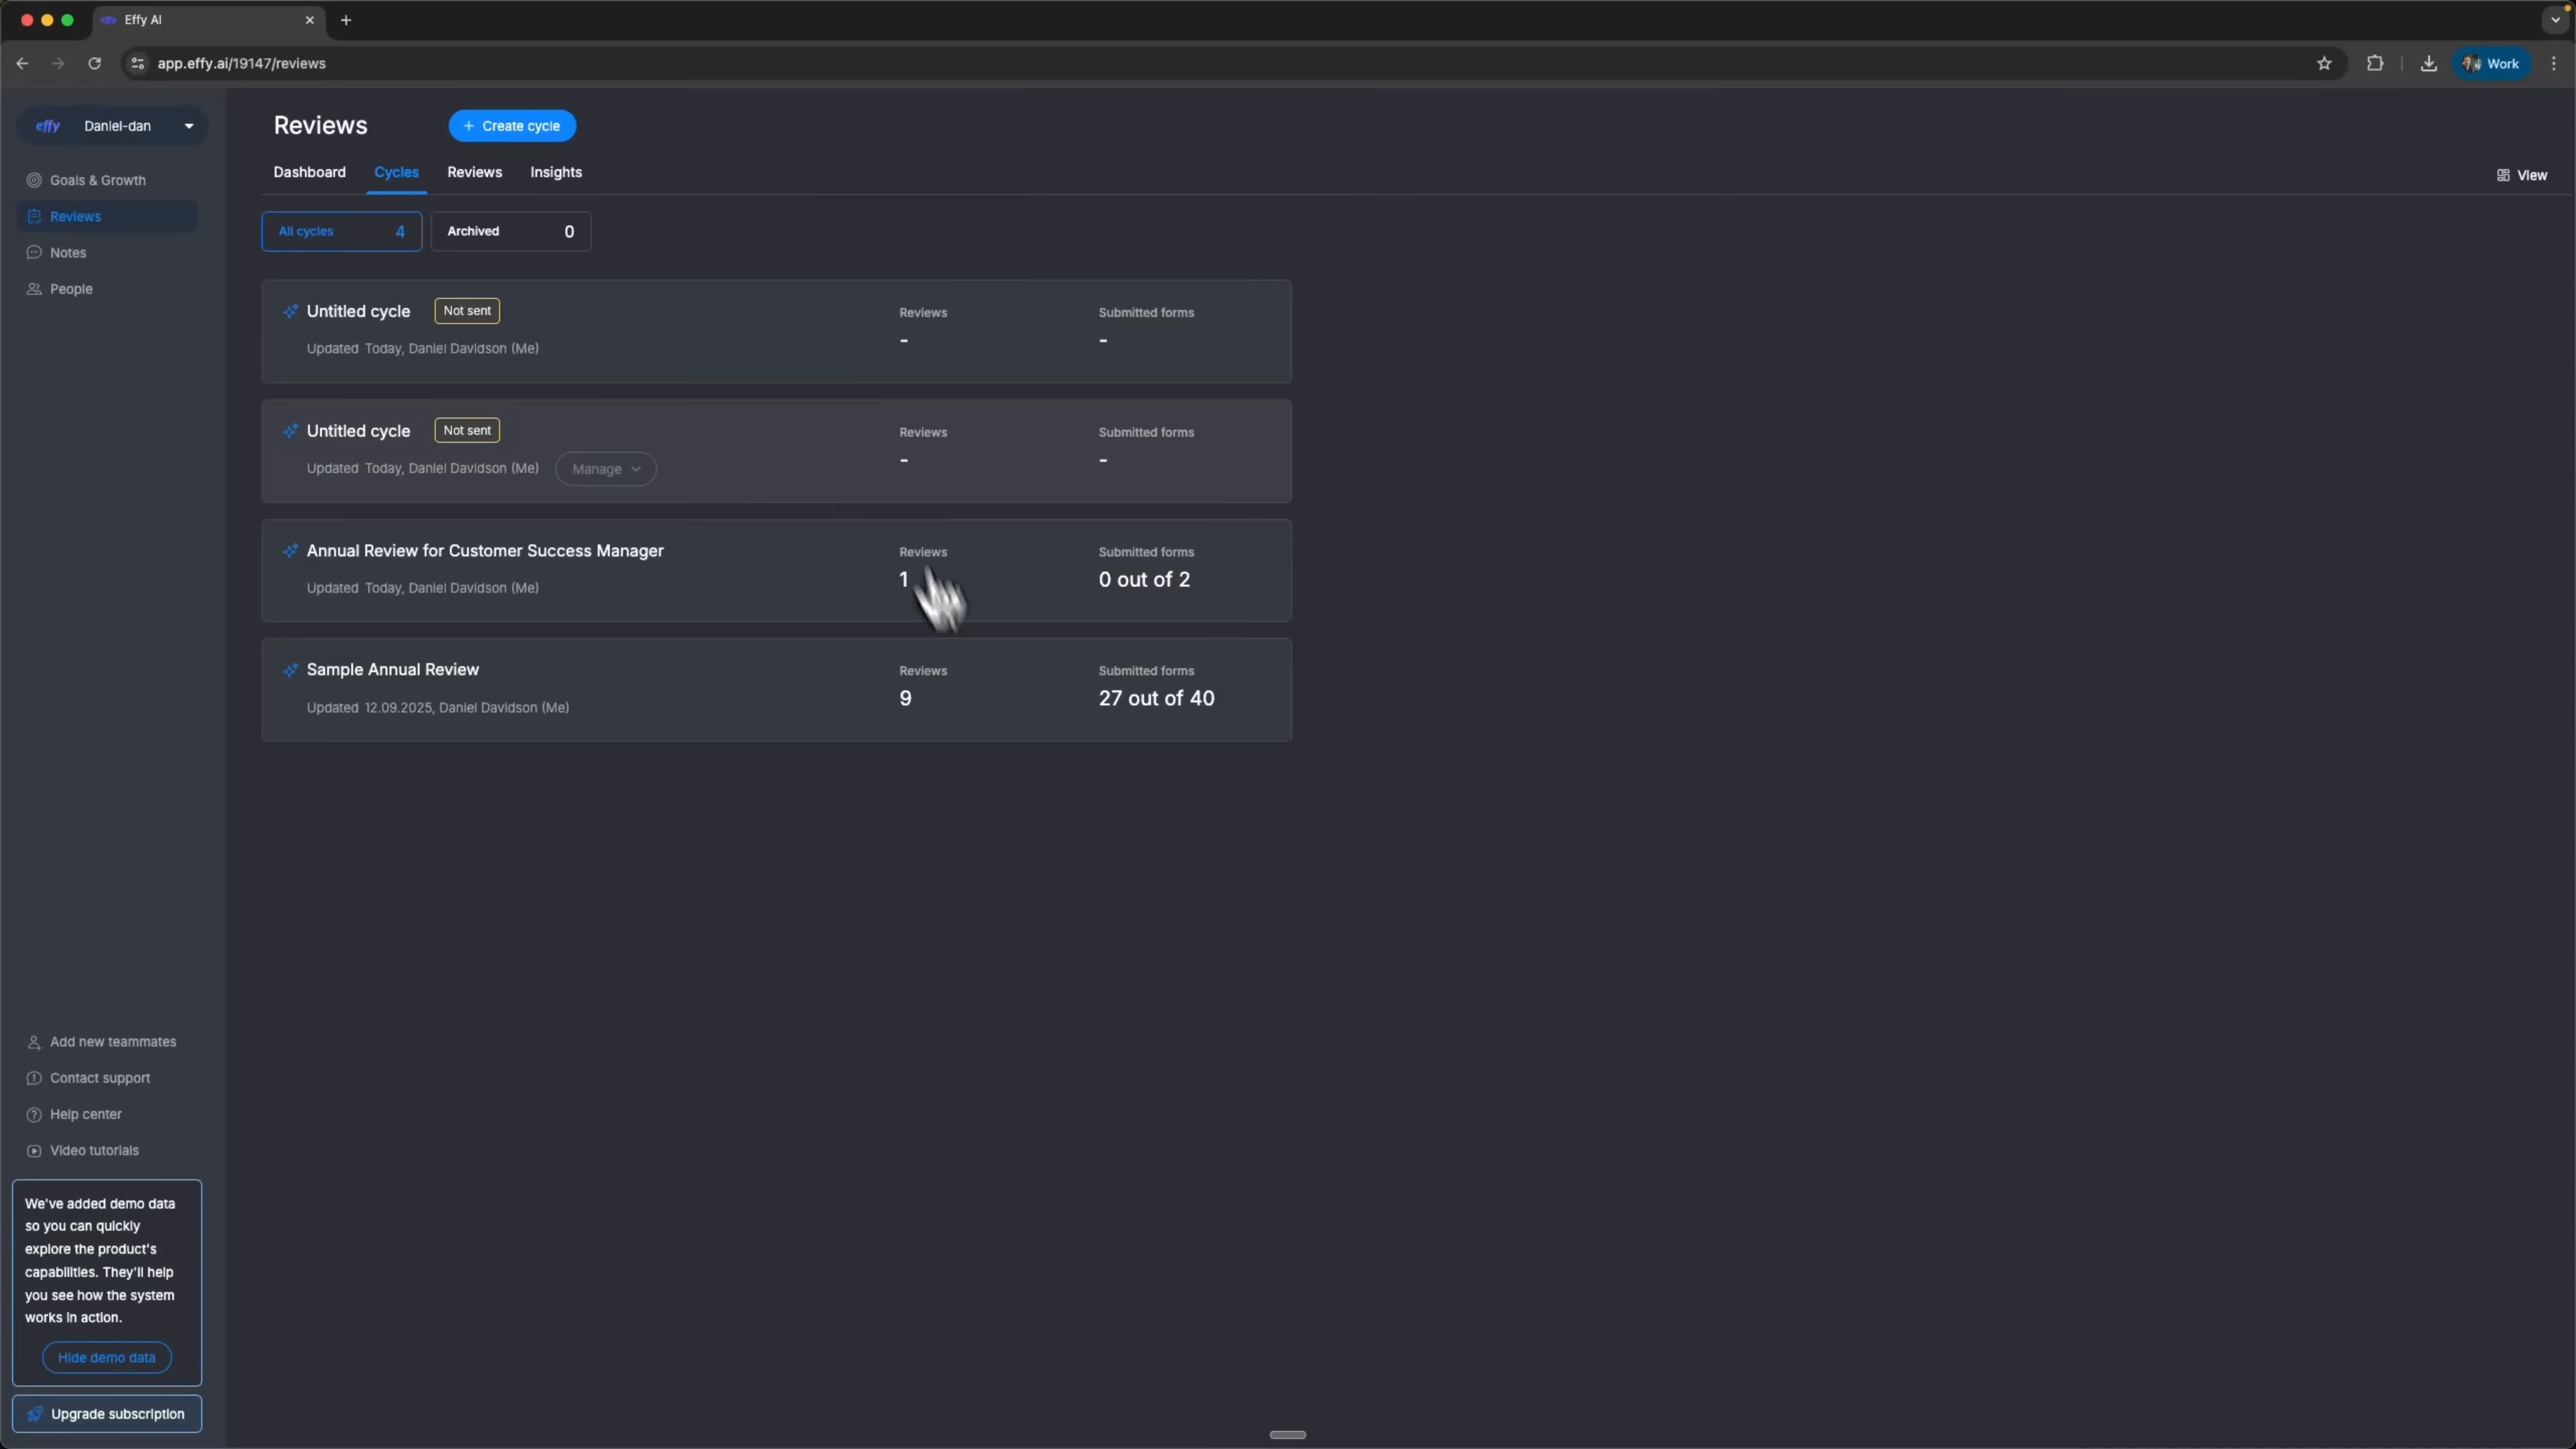 Effy AI
app.effy.ai/19147/reviews
Work
effy
Daniel-dan
Goals & Growth
Reviews
Notes
People
Reviews
+ Create cycle
Dashboard
Cycles
Reviews
Insights
View
All cycles 4
Archived 0
Untitled cycle
Not sent
Updated Today, Daniel Davidson (Me)
Reviews
-
Submitted forms
-
Untitled cycle
Not sent
Updated Today, Daniel Davidson (Me)
Manage
Reviews
-
Submitted forms
-
Annual Review for Customer Success Manager
Updated Today, Daniel Davidson (Me)
Reviews
1
Submitted forms
0 out of 2
Sample Annual Review
Updated 12.09.2025, Daniel Davidson (Me)
Reviews
9
Submitted forms
27 out of 40
Add new teammates
Contact support
Help center
Video tutorials
We've added demo data
so you can quickly
explore the product's
capabilities. They'll help
you see how the system
works in action.
Hide demo data
Upgrade subscription